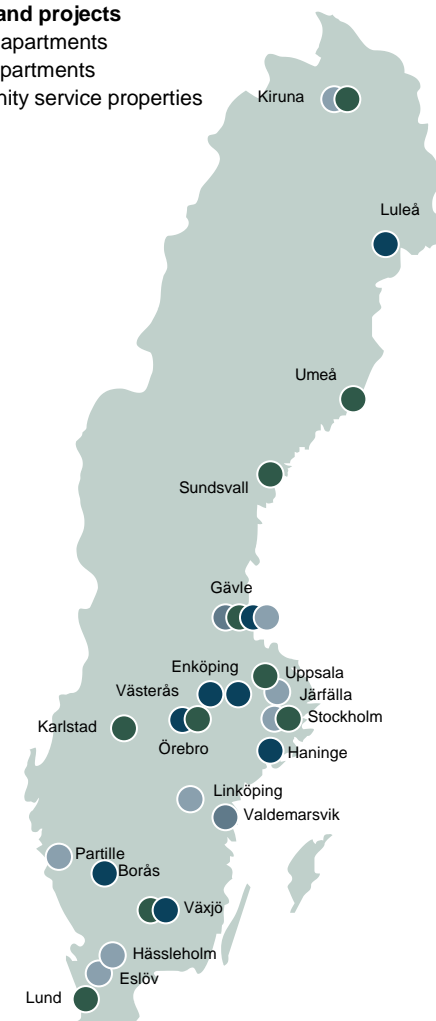 and projects
apartments
partments
nity service properties
Kiruna
Luleå
Umeå
Sundsvall
Gävle
Enköping
Uppsala
Västerås
Järfälla
Karlstad
Stockholm
Örebro
Haninge
Linköping
Valdemarsvik
Partille
Borås
Växjö
Hässleholm
Eslöv
Lund